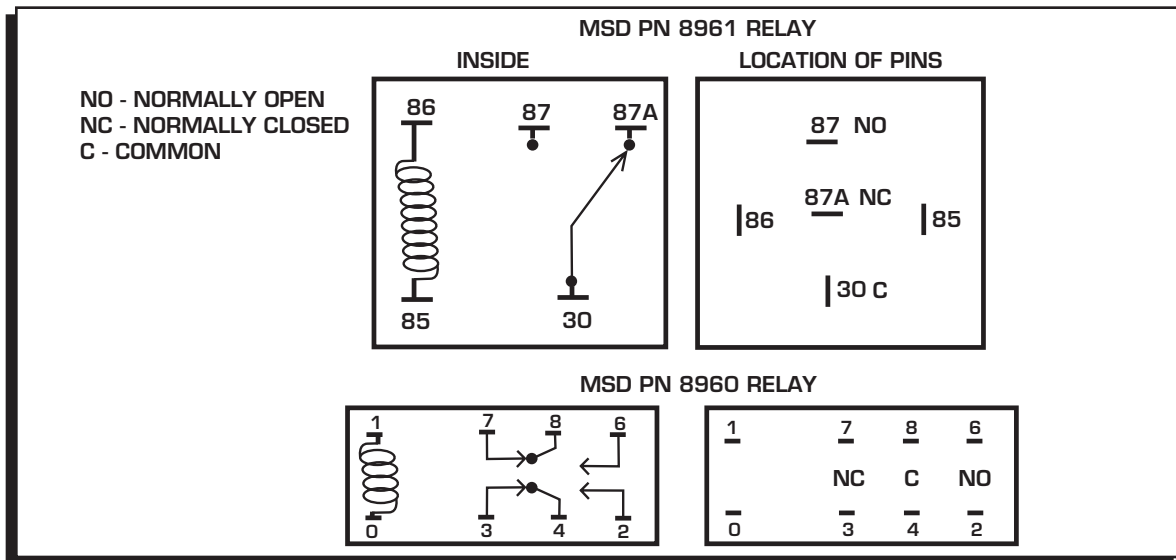 MSD PN 8961 RELAY
INSIDE
LOCATION OF PINS
NO - NORMALLY OPEN
NC - NORMALLY CLOSED
C - COMMON
86 87 87A
85 30
87 NO
87A NC
86 85
30 C
MSD PN 8960 RELAY
1 7 8 6
0 3 4 2
1 7 8 6
NC C NO
0 3 4 2